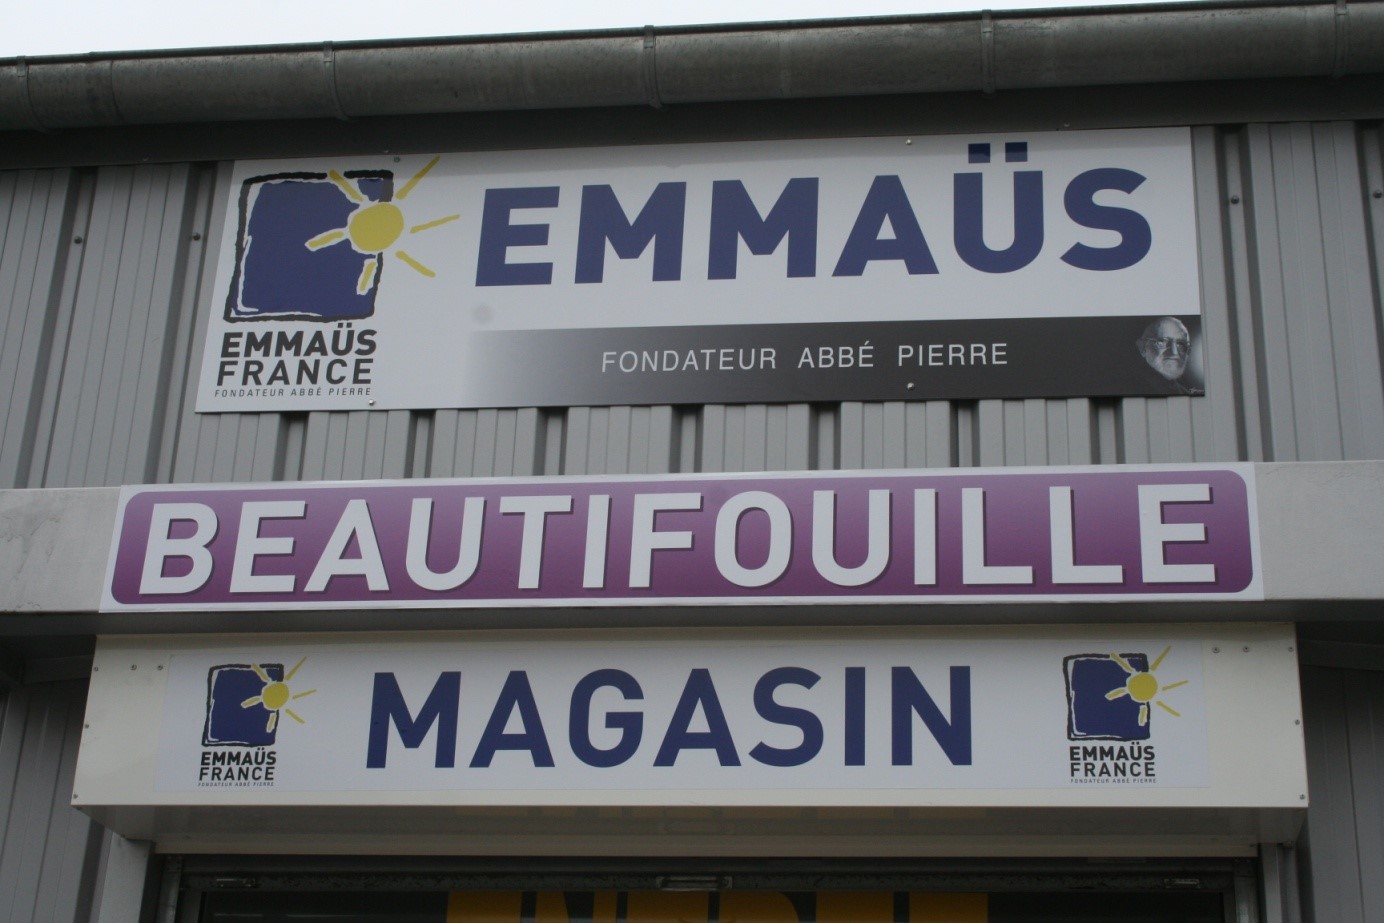 EMMAÜS
EMMAÜS
FRANCE
FONDATEUR ABBÉ PIERRE
FONDATEUR ABBÉ PIERRE
BEAUTIFOUILLE
MAGASIN
EMMAÜS
FRANCE
FONDATEUR ABBÉ PIERRE
EMMAÜS
FRANCE
FONDATEUR ABBÉ PIERRE